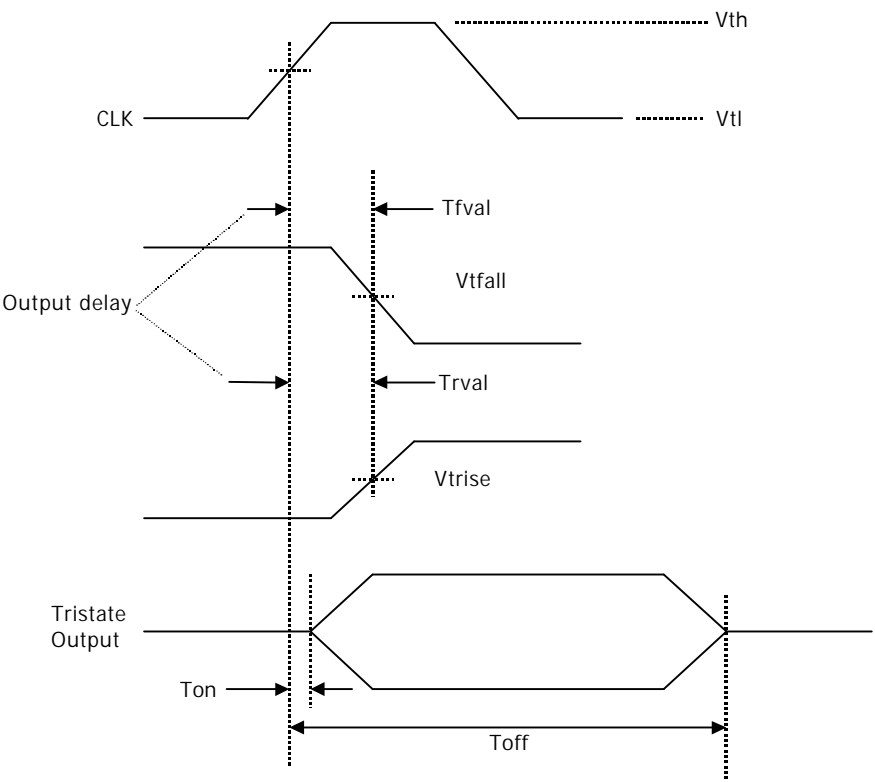 Vth
CLK
Vtl
Tfval
Vtfall
Output delay
Trval
Vtrise
Tristate
Output
Ton
Toff